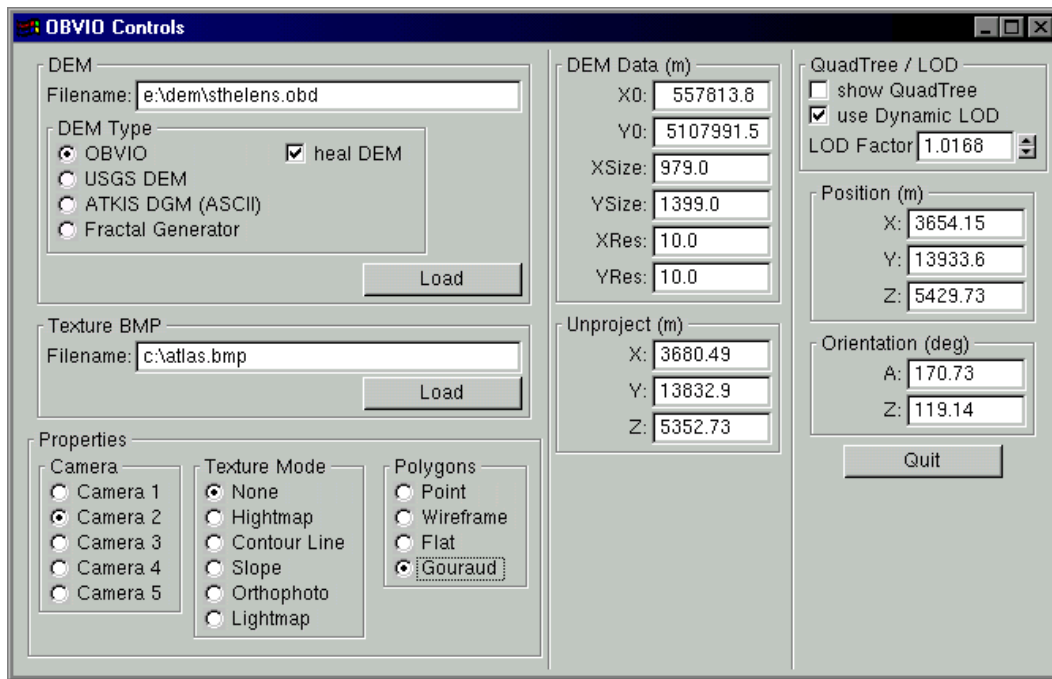 OBVIO Controls
DEM
Filename: e:\dem\sthelens.obd
DEM Type
OBVIO
heal DEM
USGS DEM
ATKIS DGM (ASCII)
Fractal Generator
Load
Texture BMP
Filename: c:\atlas.bmp
Load
Properties
Camera
Camera 1
Camera 2
Camera 3
Camera 4
Camera 5
Texture Mode
None
Hightmap
Contour Line
Slope
Orthophoto
Lightmap
Polygons
Point
Wireframe
Flat
Gouraud
DEM Data (m)
X0: 557813.8
Y0: 5107991.5
XSize: 979.0
YSize: 1399.0
XRes: 10.0
YRes: 10.0
Unproject (m)
X: 3680.49
Y: 13832.9
Z: 5352.73
QuadTree / LOD
show QuadTree
use Dynamic LOD
LOD Factor 1.0168
Position (m)
X: 3654.15
Y: 13933.6
Z: 5429.73
Orientation (deg)
A: 170.73
Z: 119.14
Quit